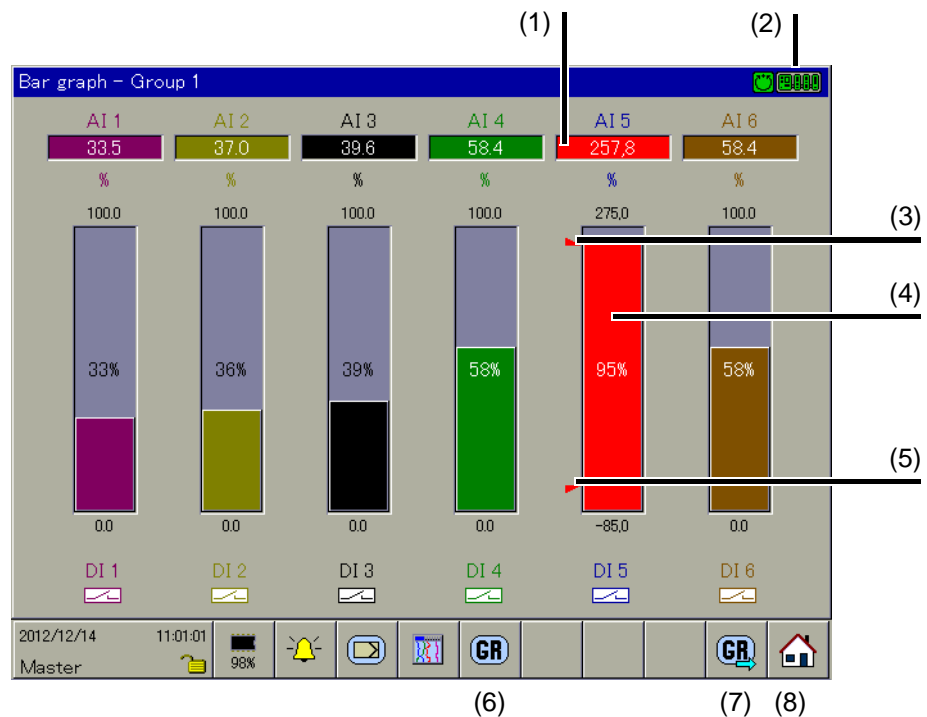 (1) (2)
Bar graph – Group 1
AI 1 AI 2 AI 3 AI 4 AI 5 AI 6
33.5 37.0 39.6 58.4 257,8 58.4
% % % % % %
100.0 100.0 100.0 100.0 275,0 100.0
(3)
(4)
33% 36% 39% 58% 95% 58%
(5)
0.0 0.0 0.0 0.0 -85,0 0.0
DI 1 DI 2 DI 3 DI 4 DI 5 DI 6
2012/12/14 11:01:01
Master 98% GR GR
(6) (7) (8)